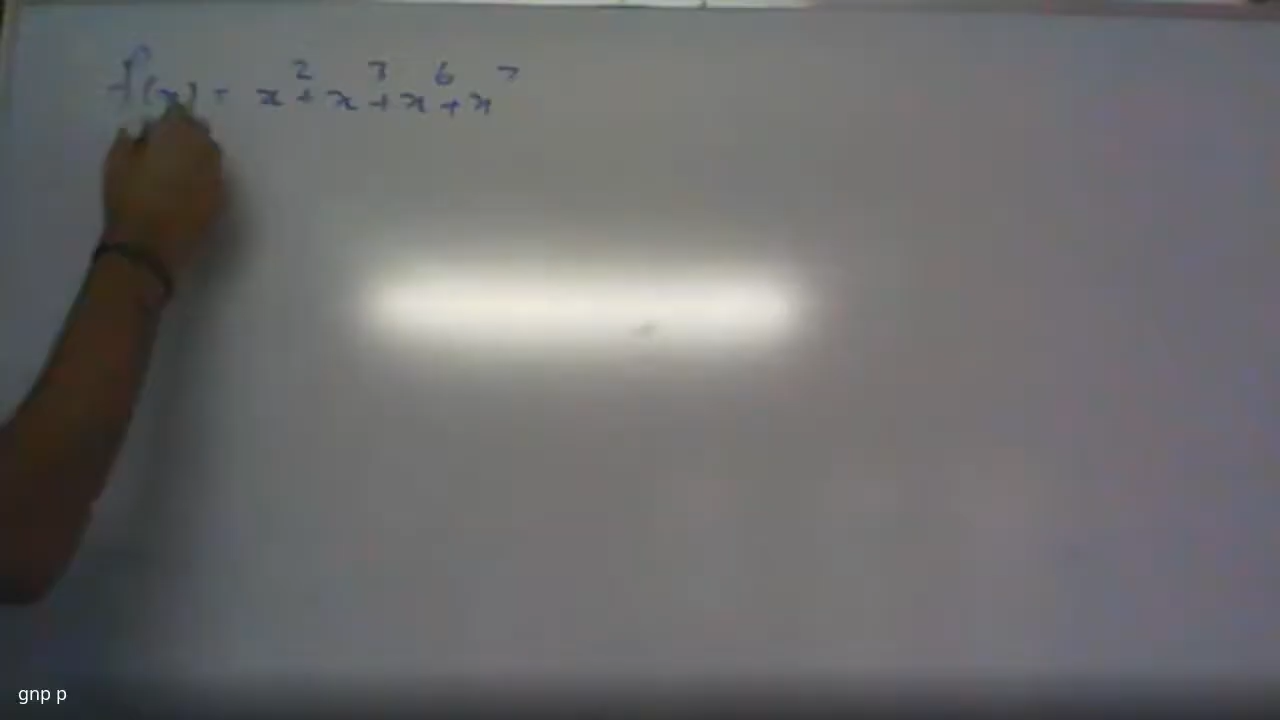 f(x) = x² + x³ + x⁶ + x⁷
gnp p